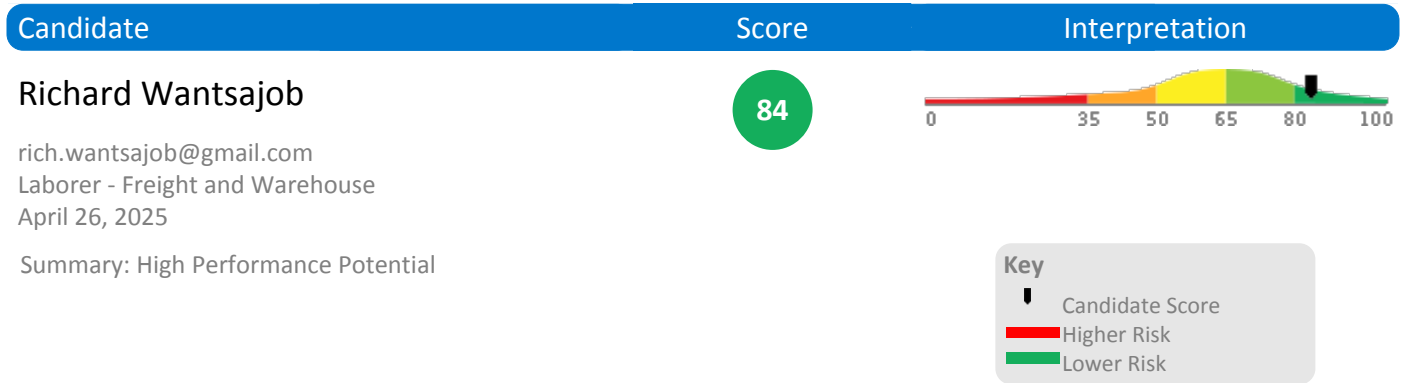 Candidate Score Interpretation
Richard Wantsajob
84
0 35 50 65 80 100
rich.wantsajob@gmail.com
Laborer - Freight and Warehouse
April 26, 2025
Summary: High Performance Potential
Key
Candidate Score
Higher Risk
Lower Risk